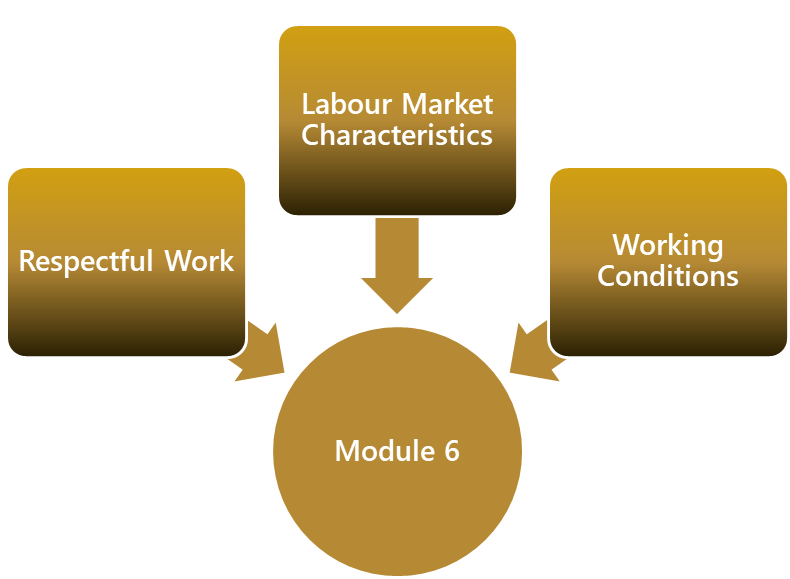 Labour Market
Characteristics
Respectful Work
Working
Conditions
Module 6